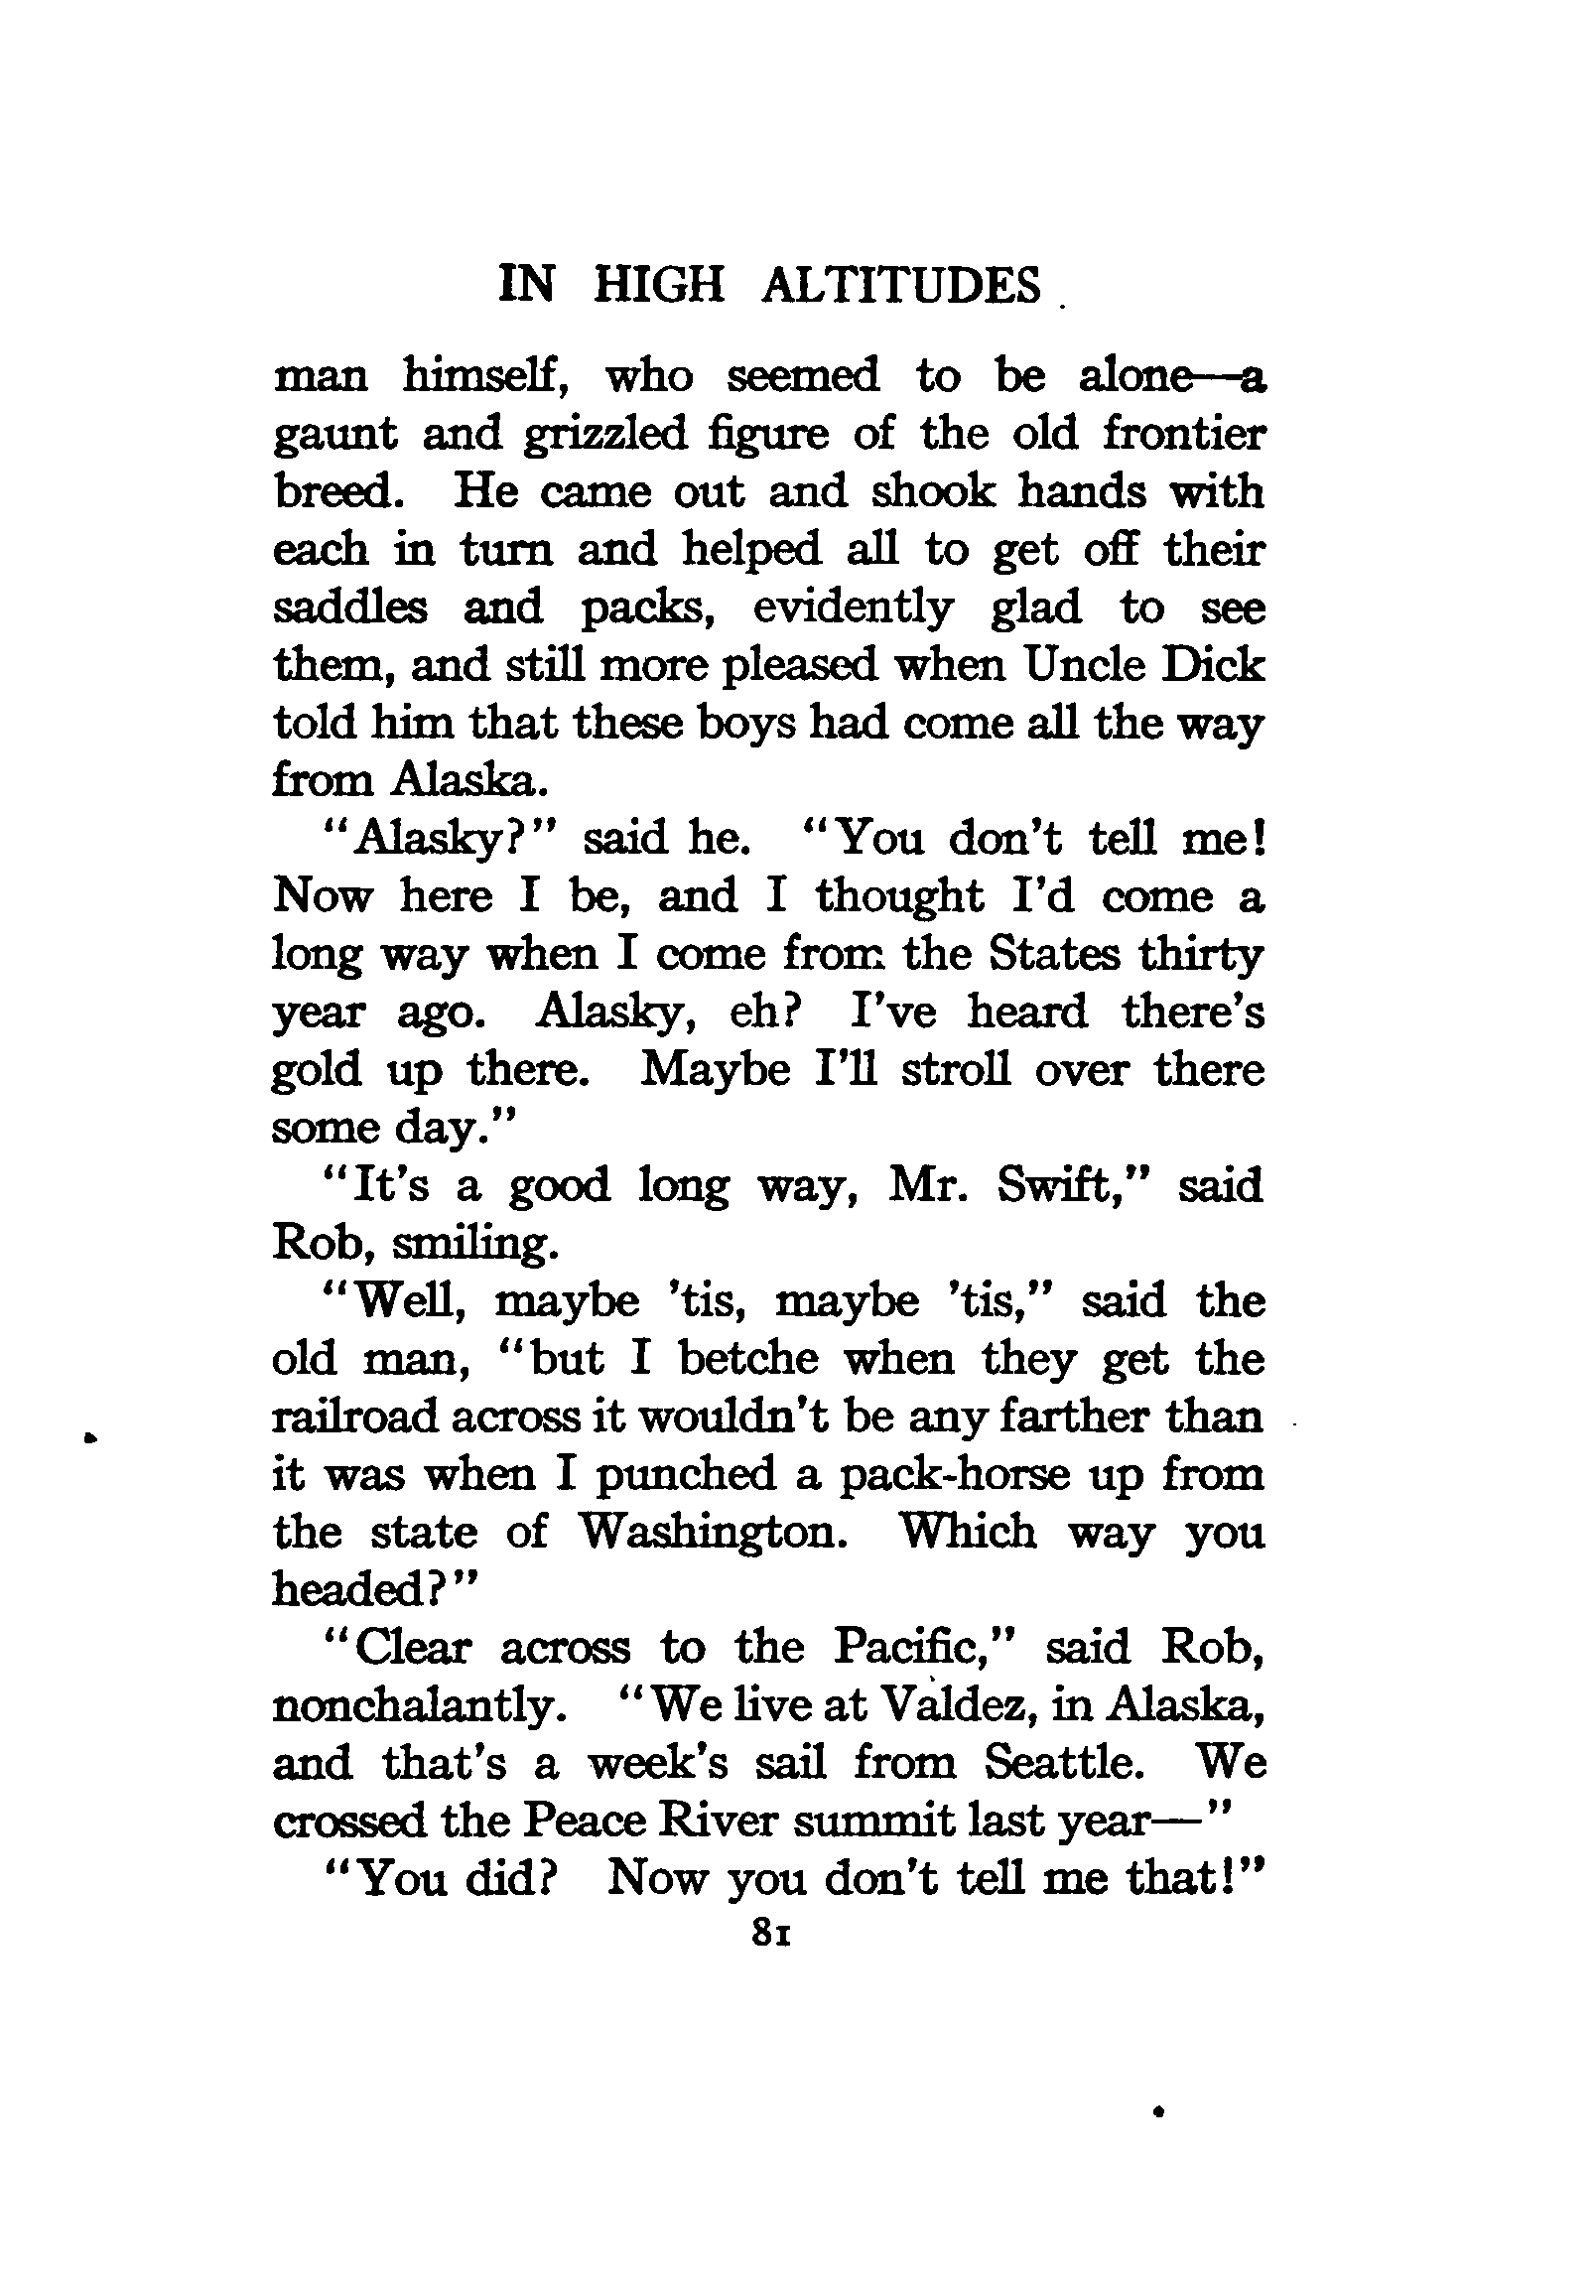 IN HIGH ALTITUDES
man himself, who seemed to be alone—a
gaunt and grizzled figure of the old frontier
breed. He came out and shook hands with
each in turn and helped all to get off their
saddles and packs, evidently glad to see
them, and still more pleased when Uncle Dick
told him that these boys had come all the way
from Alaska.
"Alasky?" said he. "You don't tell me!
Now here I be, and I thought I'd come a
long way when I come from the States thirty
year ago. Alasky, eh? I've heard there's
gold up there. Maybe I'll stroll over there
some day."
"It's a good long way, Mr. Swift," said
Rob, smiling.
"Well, maybe 'tis, maybe 'tis," said the
old man, "but I betche when they get the
railroad across it wouldn't be any farther than
it was when I punched a pack-horse up from
the state of Washington. Which way you
headed?"
"Clear across to the Pacific," said Rob,
nonchalantly. "We live at Valdez, in Alaska,
and that's a week's sail from Seattle. We
crossed the Peace River summit last year—"
"You did? Now you don't tell me that!"
81